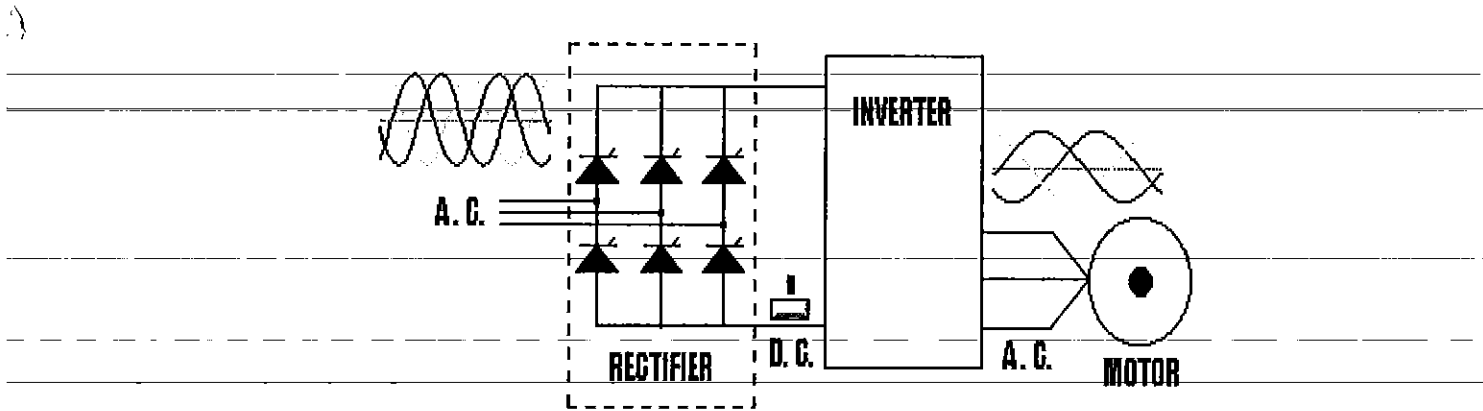 INVERTER
A. C.
RECTIFIER
D. C.
A. C.
MOTOR